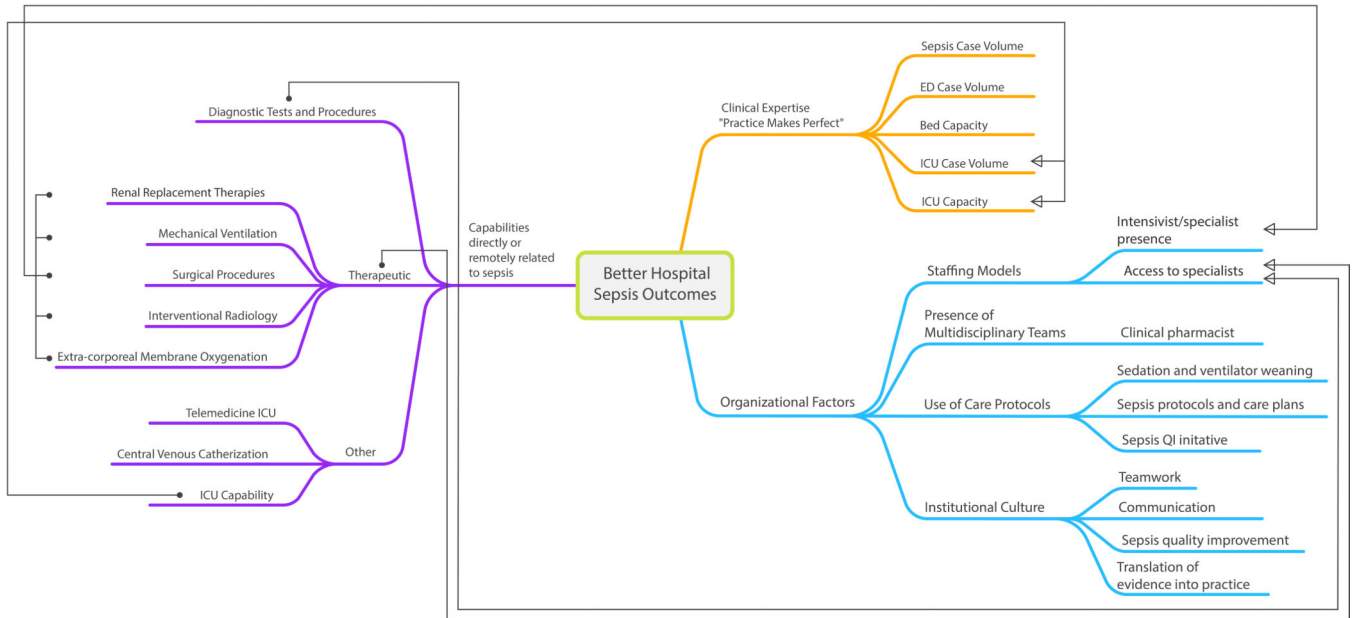 Better Hospital
Sepsis Outcomes
Clinical Expertise
"Practice Makes Perfect"
Sepsis Case Volume
ED Case Volume
Bed Capacity
ICU Case Volume
ICU Capacity
Organizational Factors
Staffing Models
Intensivist/specialist
presence
Access to specialists
Presence of
Multidisciplinary Teams
Clinical pharmacist
Use of Care Protocols
Sedation and ventilator weaning
Sepsis protocols and care plans
Sepsis QI initative
Institutional Culture
Teamwork
Communication
Sepsis quality improvement
Translation of
evidence into practice
Capabilities
directly or
remotely related
to sepsis
Diagnostic Tests and Procedures
Therapeutic
Renal Replacement Therapies
Mechanical Ventilation
Surgical Procedures
Interventional Radiology
Extra-corporeal Membrane Oxygenation
Other
Telemedicine ICU
Central Venous Catherization
ICU Capability